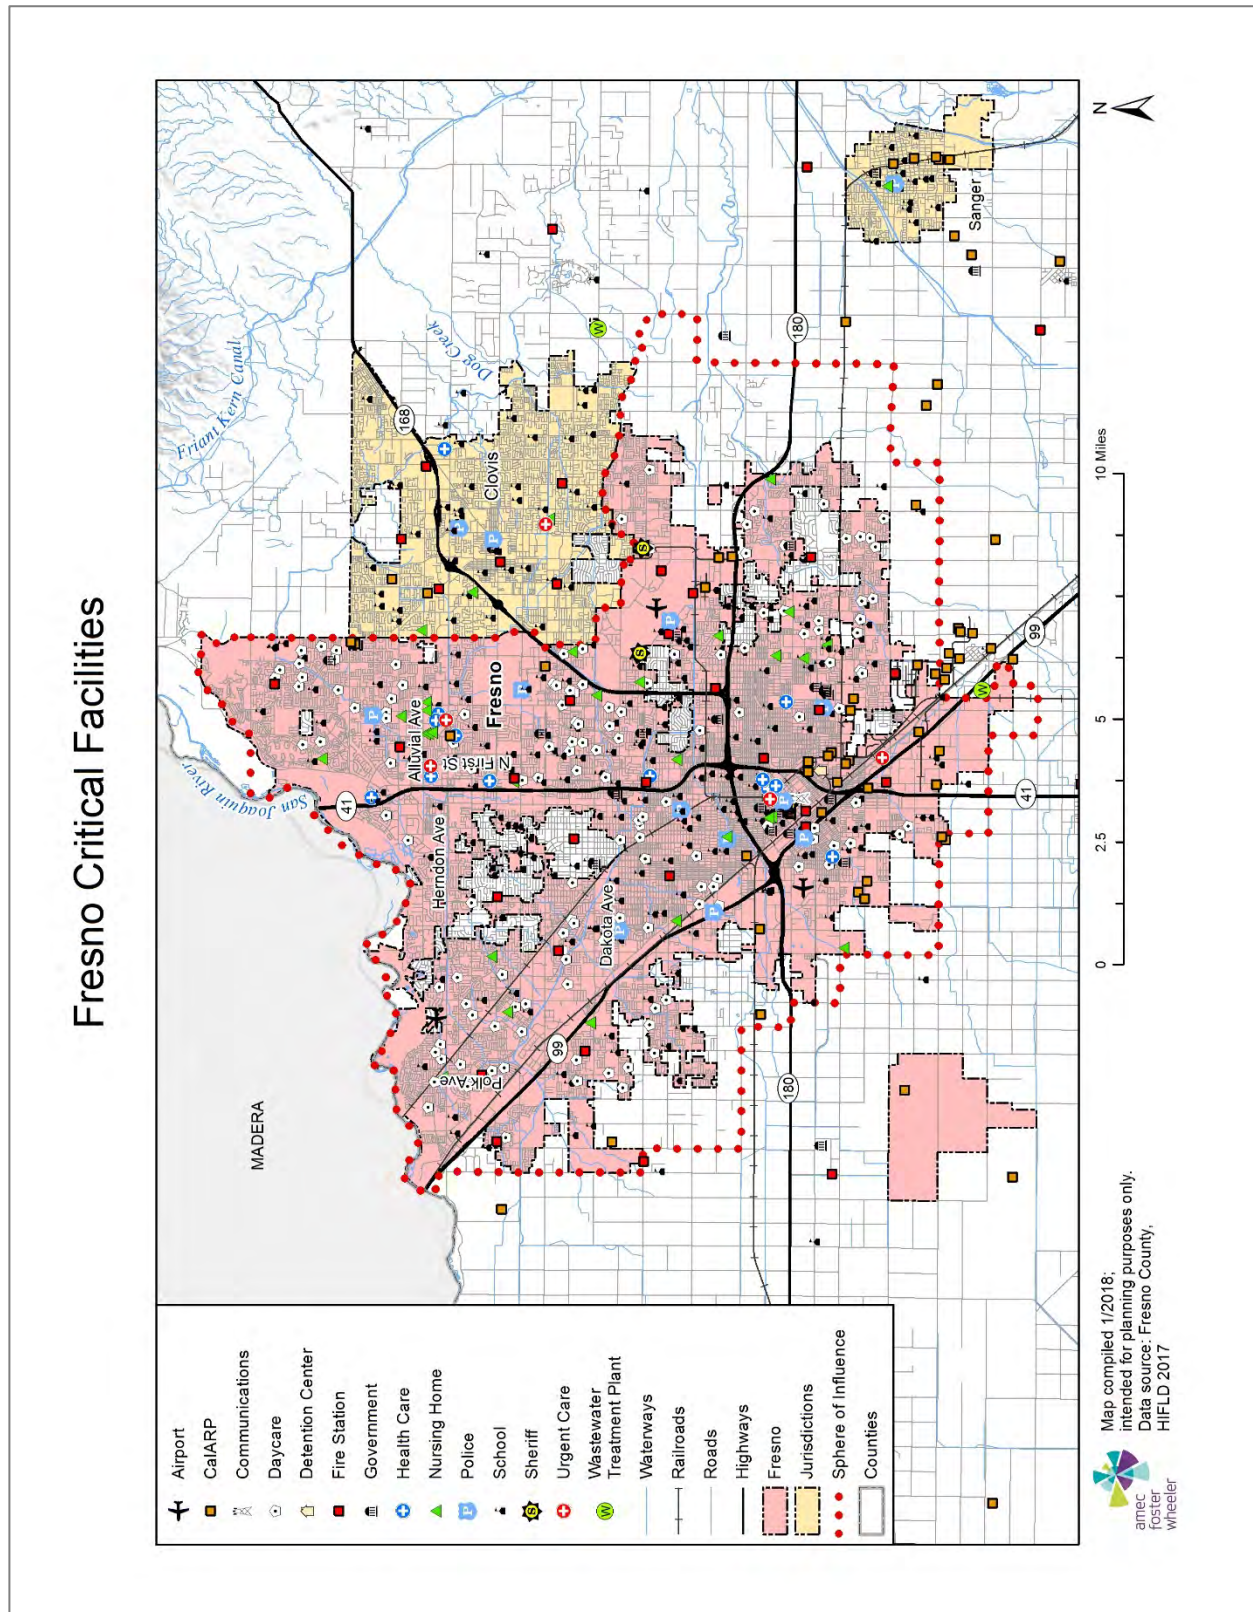 Fresno Critical Facilities
MADERA
San Joaquin River
Friant Kern Canal
Dog Creek
168
41
Alluvial Ave
Herndon Ave
N First St
Fresno
Clovis
Polk Ave
99
Dakota Ave
180
180
Sanger
99
41
W
W
S
S
P
P
P
P
P
P
P
P
P
P
P
Airport
CalARP
Communications
Daycare
Detention Center
Fire Station
Government
Health Care
Nursing Home
P
Police
School
S
Sheriff
Urgent Care
W
Wastewater
Treatment Plant
Waterways
Railroads
Roads
Highways
Fresno
Jurisdictions
Sphere of Influence
Counties
amec
foster
wheeler
Map compiled 1/2018;
intended for planning purposes only.
Data source: Fresno County,
HIFLD 2017
0
2.5
5
10 Miles
N